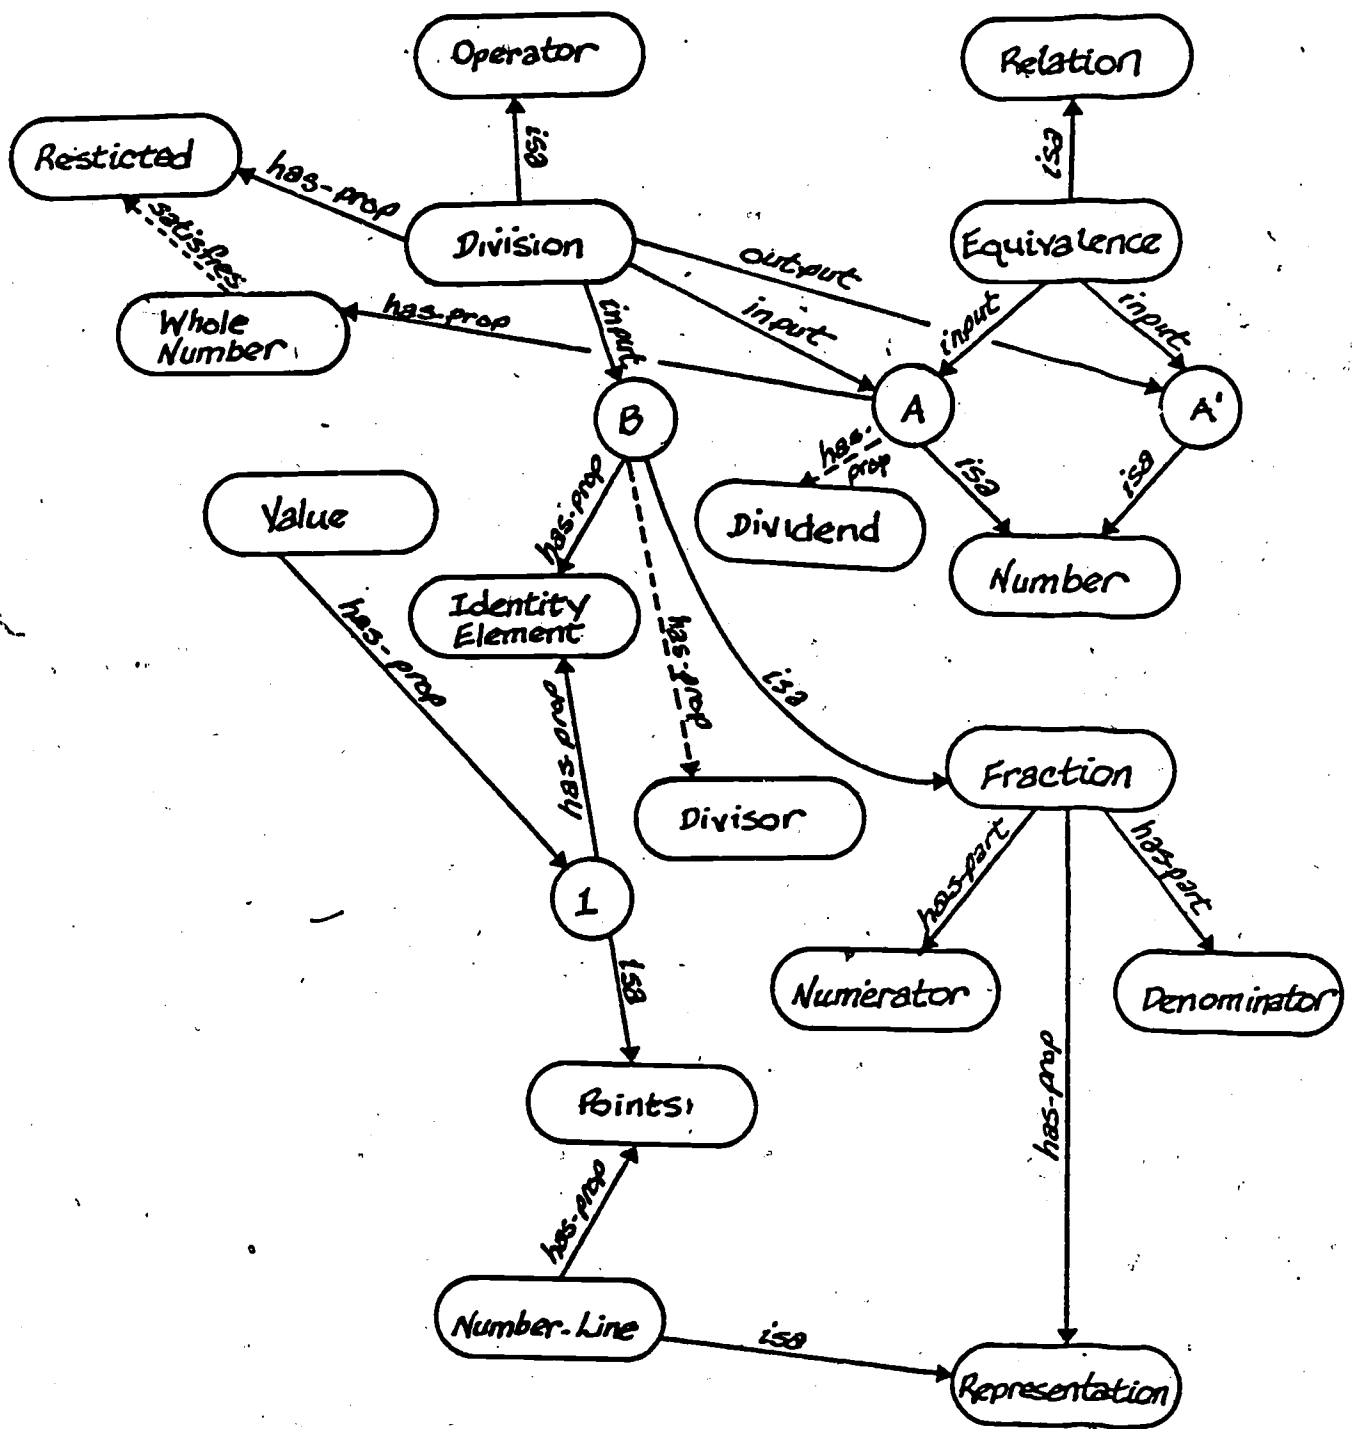 Operator
Relation
isa
isa
Resticted
has-prop
satisfies
Division
Equivalence
output
input
input
input
input
Whole
Number
has-prop
B
A
A'
has-
prop
isa
isa
Value
has-prop
Dividend
Number
has-prop
Identity
Element
has-prop
isa
has-prop
Divisor
Fraction
1
has-part
has-part
isa
Numerator
Denominator
has-prop
Points
has-prop
Number-Line
isa
Representation